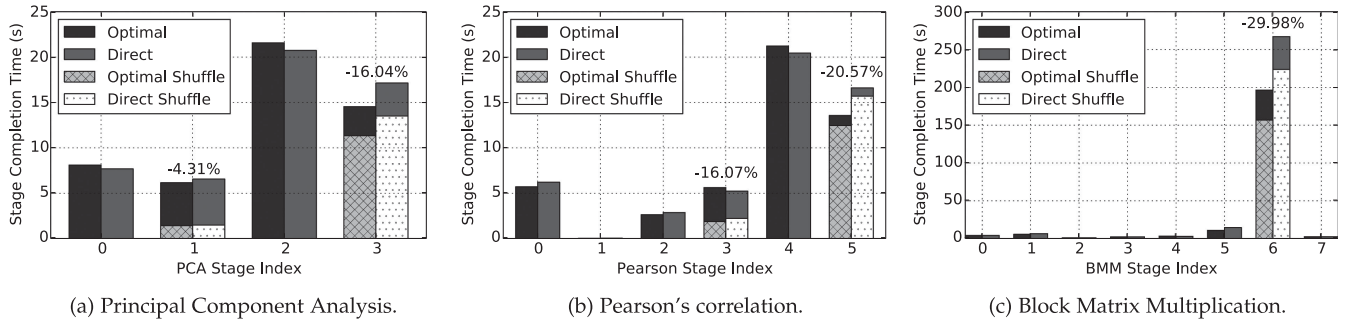 Stage Completion Time (s)
25
20
15
10
5
0
Optimal
Direct
Optimal Shuffle
Direct Shuffle
-4.31%
-16.04%
0 1 2 3
PCA Stage Index
(a) Principal Component Analysis.
Stage Completion Time (s)
25
20
15
10
5
0
Optimal
Direct
Optimal Shuffle
Direct Shuffle
-16.07%
-20.57%
0 1 2 3 4 5
Pearson Stage Index
(b) Pearson's correlation.
Stage Completion Time (s)
300
250
200
150
100
50
0
Optimal
Direct
Optimal Shuffle
Direct Shuffle
-29.98%
0 1 2 3 4 5 6 7
BMM Stage Index
(c) Block Matrix Multiplication.